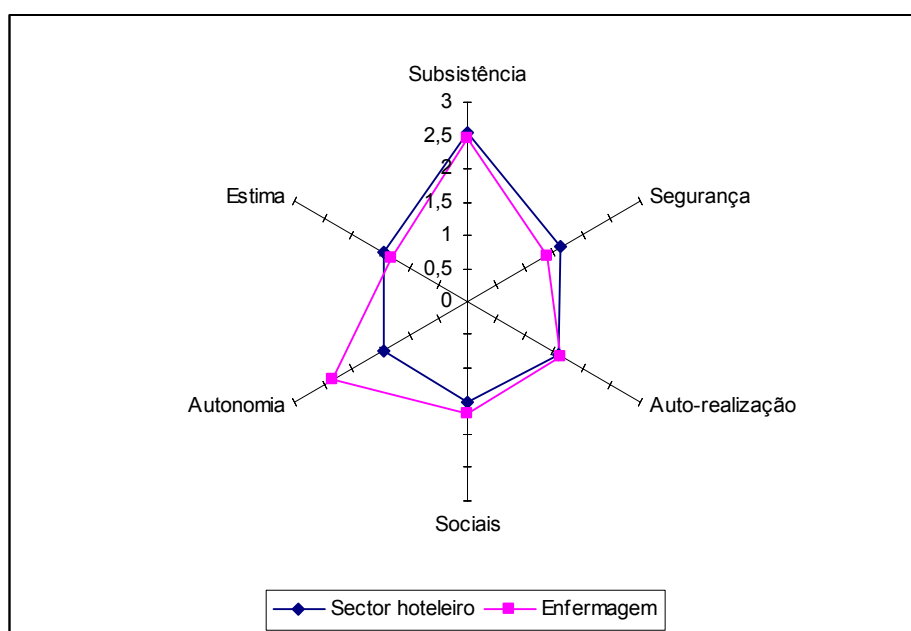 Subsistência
3
2,5
2
1,5
1
0,5
0
Estima
Segurança
Autonomia
Auto-realização
Sociais
Sector hoteleiro
Enfermagem